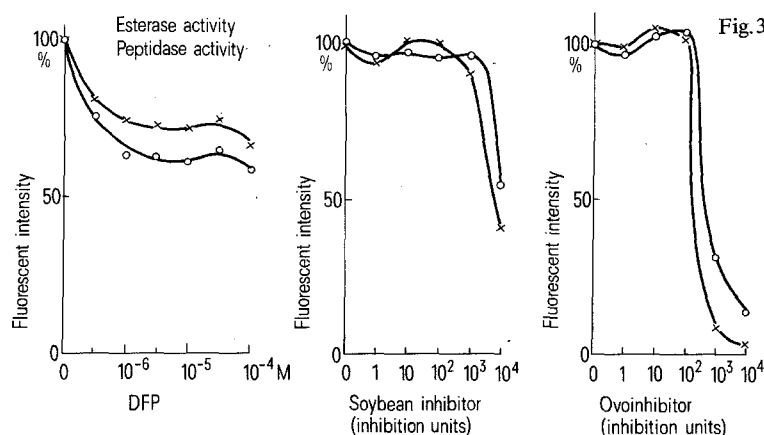 Esterase activity
Peptidase activity
Fig.3
100
%
50
0
Fluorescent intensity
0 10⁻⁶ 10⁻⁵ 10⁻⁴ M
DFP
100
%
50
0
Fluorescent intensity
0 1 10 10² 10³ 10⁴
Soybean inhibitor
(inhibition units)
100
%
50
0
Fluorescent intensity
0 1 10 10² 10³ 10⁴
Ovoinhibitor
(inhibition units)